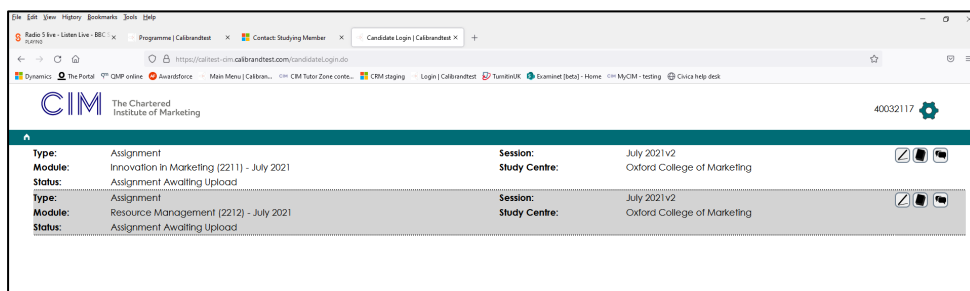 File Edit View History Bookmarks Tools Help
Radio 5 live - Listen Live - BBC S × Programme | Calibrandtest × Contact: Studying Member × Candidate Login | Calibrandtest × +
PLAYING
https://calitest-cim.calibrandtest.com/candidateLogin.do
Dynamics The Portal QMP online Awardsforce Main Menu | Calibran... CIM Tutor Zone conte... CRM staging Login | Calibrandtest TurnitinUK Examinet [beta] - Home MyCIM - testing Civica help desk
CIM The Chartered
Institute of Marketing
40032117
Type: Assignment Session: July 2021v2
Module: Innovation in Marketing (2211) - July 2021 Study Centre: Oxford College of Marketing
Status: Assignment Awaiting Upload
Type: Assignment Session: July 2021v2
Module: Resource Management (2212) - July 2021 Study Centre: Oxford College of Marketing
Status: Assignment Awaiting Upload